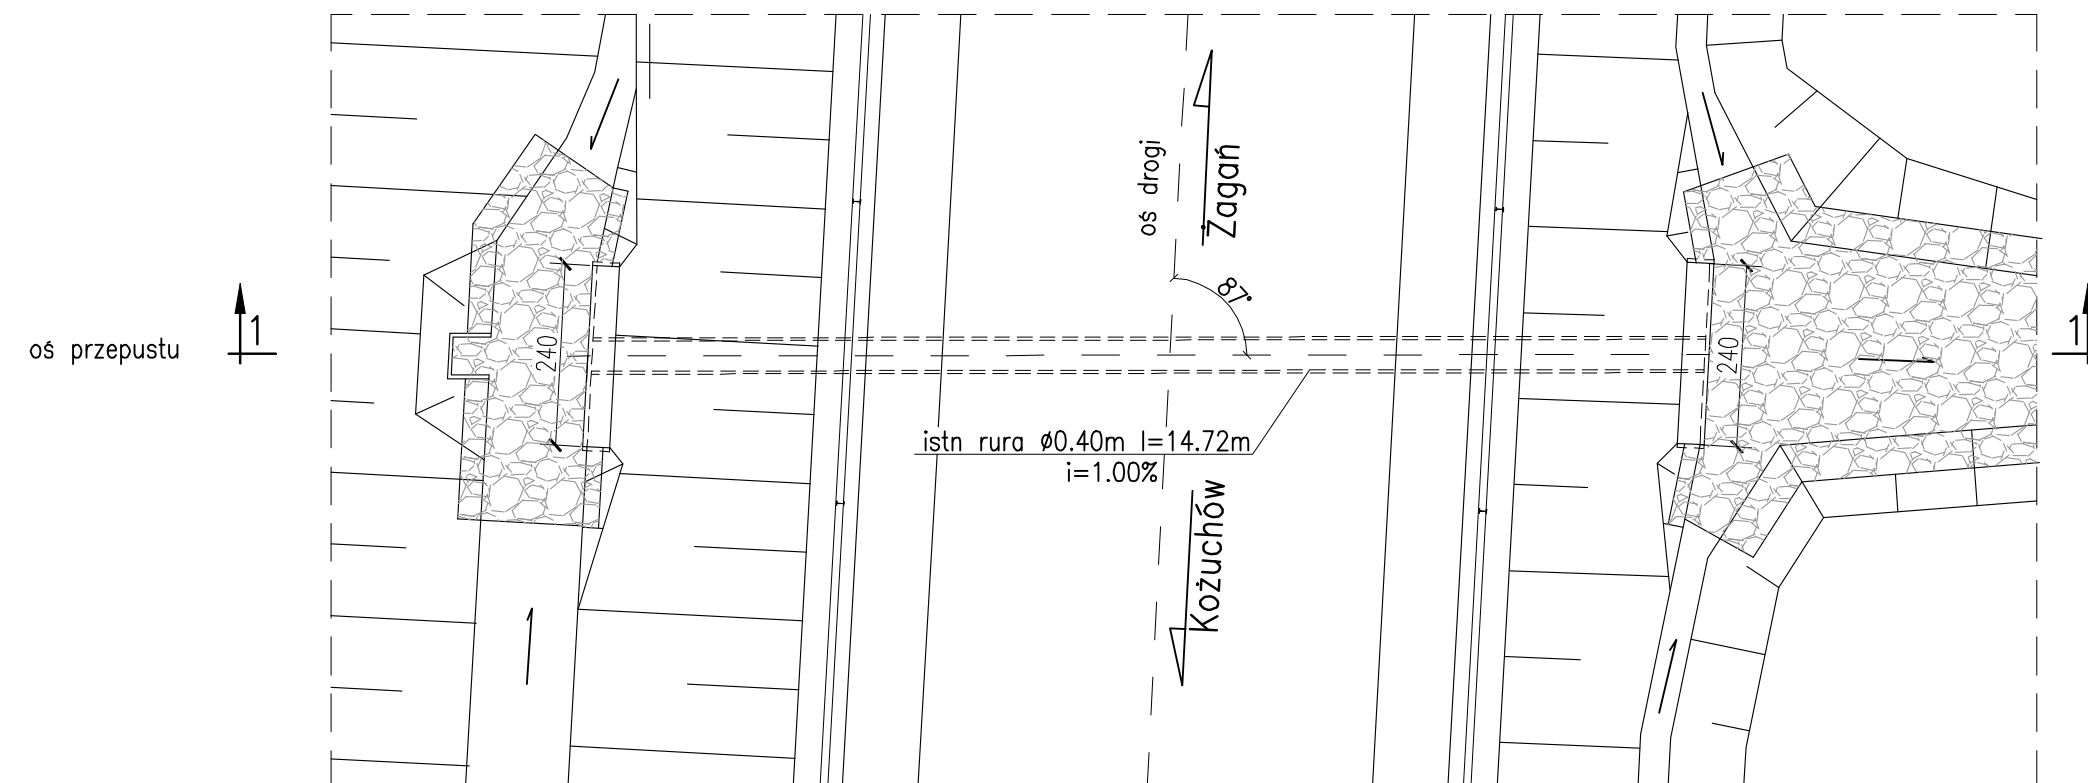 oś drogi
Żagań
87°
1
oś przepustu
240
240
1
istn rura ø0.40m l=14.72m
i=1.00%
Kożuchów